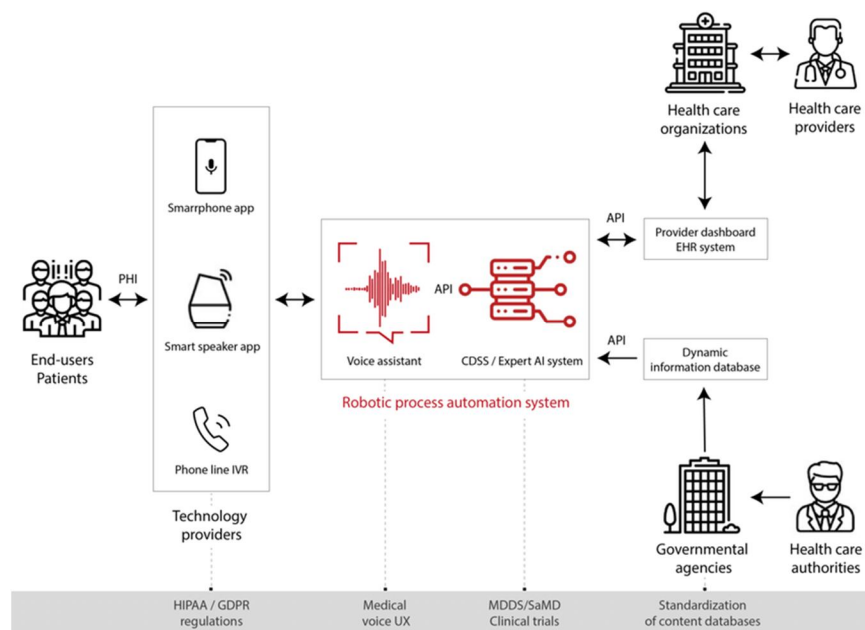 Health care
organizations
Health care
providers
Smarrphone app
API
Provider dashboard
EHR system
PHI
API
End-users
Patients
Smart speaker app
Voice assistant
CDSS / Expert AI system
API
Dynamic
information database
Robotic process automation system
Phone line IVR
Technology
providers
Governmental
agencies
Health care
authorities
HIPAA / GDPR
regulations
Medical
voice UX
MDDS/SaMD
Clinical trials
Standardization
of content databases